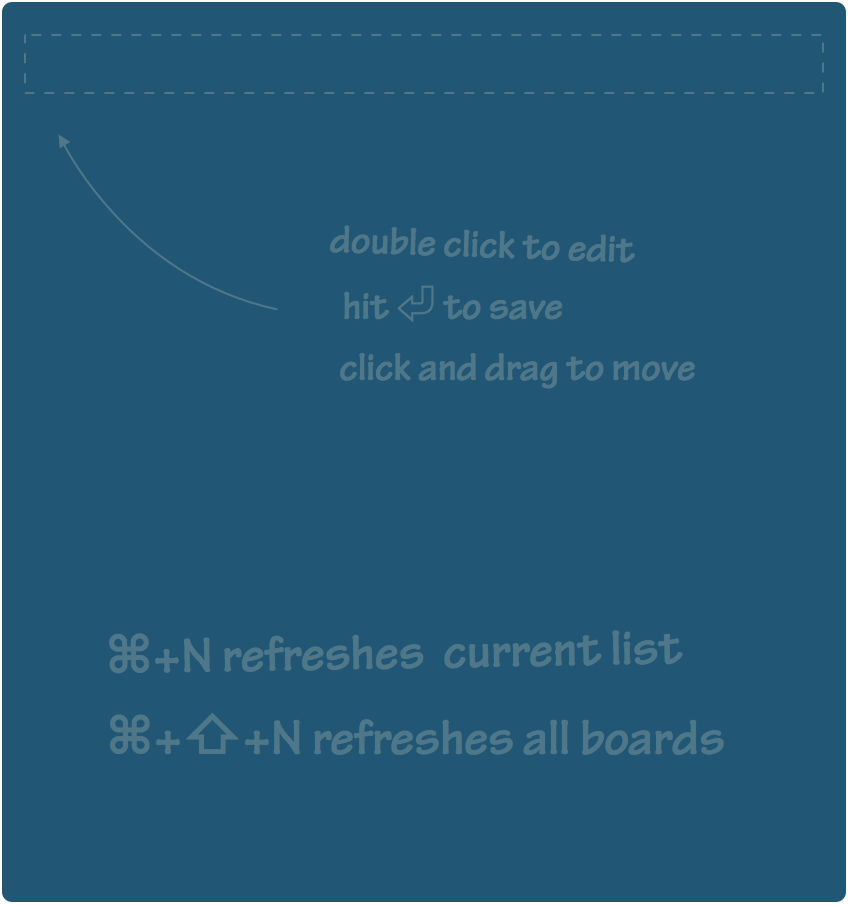 double click to edit
hit ⏎ to save
click and drag to move
⌘+N refreshes current list
⌘+⇧+N refreshes all boards